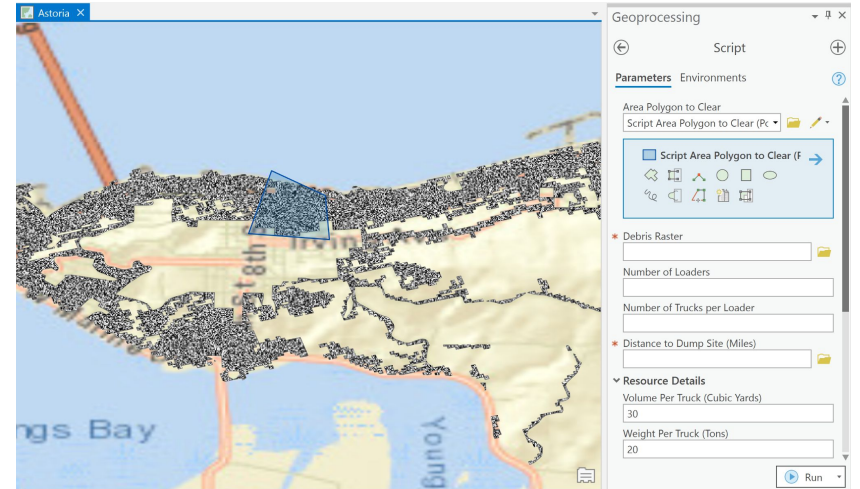 Astoria
Geoprocessing
Script
Parameters Environments
Area Polygon to Clear
Script Area Polygon to Clear (Pc
Script Area Polygon to Clear (F
* Debris Raster
Number of Loaders
Number of Trucks per Loader
* Distance to Dump Site (Miles)
Resource Details
Volume Per Truck (Cubic Yards)
30
Weight Per Truck (Tons)
20
Run
8th
St
ngs Bay
Young